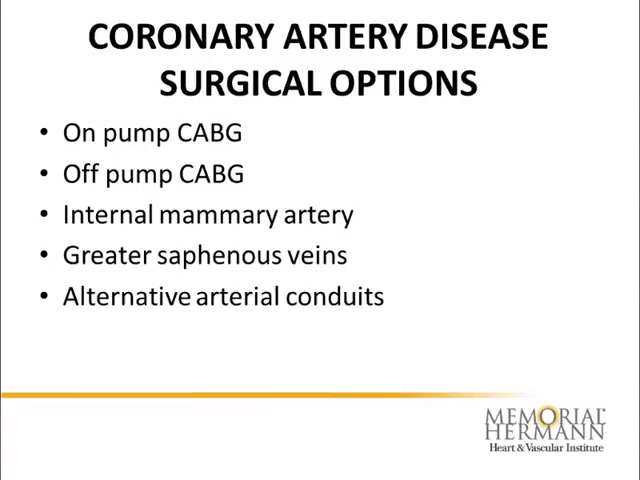 CORONARY ARTERY DISEASE
SURGICAL OPTIONS
• On pump CABG
• Off pump CABG
• Internal mammary artery
• Greater saphenous veins
• Alternative arterial conduits
MEMORIAL
HERMANN
Heart & Vascular Institute